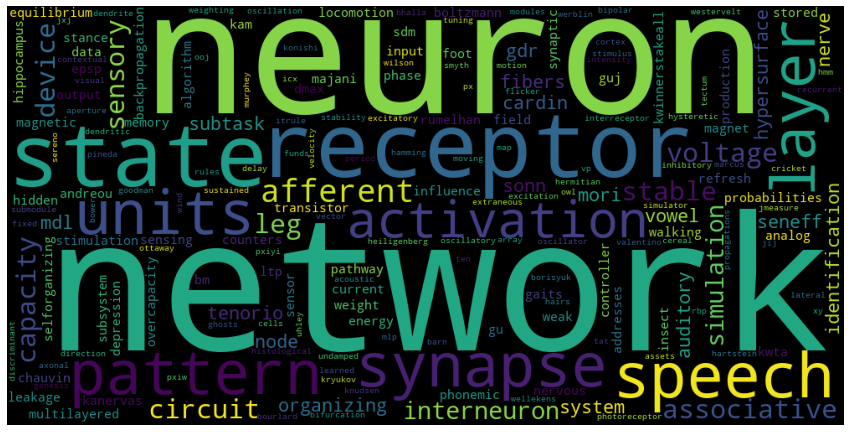 neuron
network
receptor
state
units
activation
pattern
synapse
speech
layer
afferent
leg
stable
voltage
capacity
circuit
interneuron
system
associative
simulation
identification
auditory
vowel
seneff
analog
probabilities
hypersurface
nerve
device
sensory
equilibrium
stance
data
output
epsp
hippocampus
dendrite
jxj
contextual
visual
aperture
magnetic
memory
backpropagation
algorithm
weighting
oscillation
boltzmann
kam
locomotion
bhalla
tuning
modules
werblin
bipolar
westervelt
stored
konishi
ooj
icx
smyth
wilson
murphey
majani
dmax
sdm
input
phase
foot
gdr
fibers
cardin
guj
synaptic
cortex
stimulus
motion
intensity
flicker
px
rumelhan
field
interreceptor
kwinnerstakeall
production
tectum
hmm
recurrent
hysteretic
magnet
refresh
subtask
itrule
stability
excitatory
hamming
moving
map
vp
marcus
cricket
inhibitory
owl
hermitian
excitation
extraneous
influence
sonn
mori
jmeasure
simulator
walking
weak
cereal
valentino
array
oscillator
oscillatory
heiligenberg
vector
transistor
velocity
period
delay
funds
rules
goodman
sustained
wind
bower
fixed
submodule
pineda
dendritic
sereno
hidden
andreou
mdl
stimulation
sensing
counters
ottaway
selforganizing
subsystem
depression
overcapacity
bm
ltp
pxiyi
tenorio
node
sensor
acoustic
pathway
current
weight
energy
ten
borisyuk
gaits
controller
addresses
insect
rbp
propagations
jzj
lateral
xy
hairs
gu
ghosts
cells
uhley
barn
mlp
tat
assets
hartstein
kwta
histological
undamped
learned
kryukov
knudsen
bifurcation
direction
discriminant
axonal
genesis
pxiw
chauvin
kanervas
leakage
multilayered
bourlard
organizing
phonemic
nervous
wellekens
photoreceptor